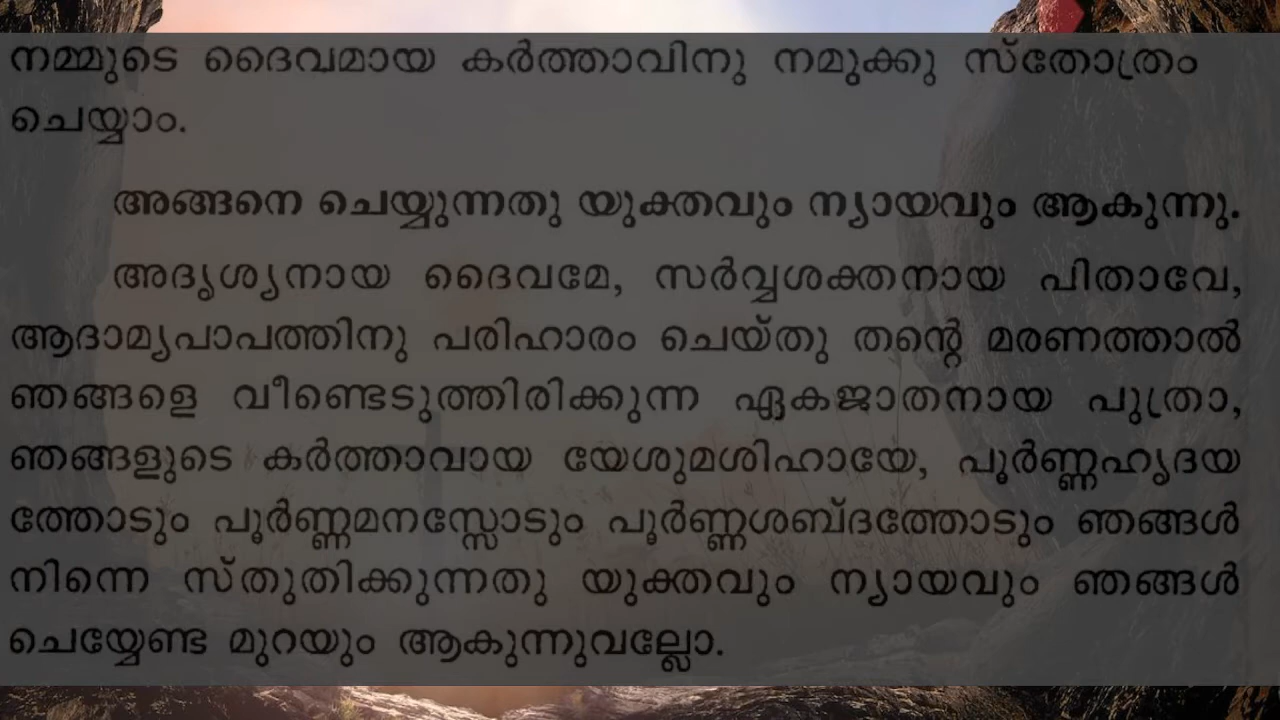 നമ്മുടെ ദൈവമായ കർത്താവിനു നമുക്കു സ്തോത്രം
ചെയ്യാം.
അങ്ങനെ ചെയ്യുന്നതു യുക്തവും ന്യായവും ആകുന്നു.
അദൃശ്യനായ ദൈവമേ, സർവ്വശക്തനായ പിതാവേ,
ആദാമ്യപാപത്തിനു പരിഹാരം ചെയ്തു തന്റെ മരണത്താൽ
ഞങ്ങളെ വീണ്ടെടുത്തിരിക്കുന്ന ഏകജാതനായ പുത്രാ,
ഞങ്ങളുടെ കർത്താവായ യേശുമശിഹായേ, പൂർണ്ണഹൃദയ
ത്തോടും പൂർണ്ണമനസ്സോടും പൂർണ്ണശബ്ദത്തോടും ഞങ്ങൾ
നിന്നെ സ്തുതിക്കുന്നതു യുക്തവും ന്യായവും ഞങ്ങൾ
ചെയ്യേണ്ട മുറയും ആകുന്നുവല്ലോ.